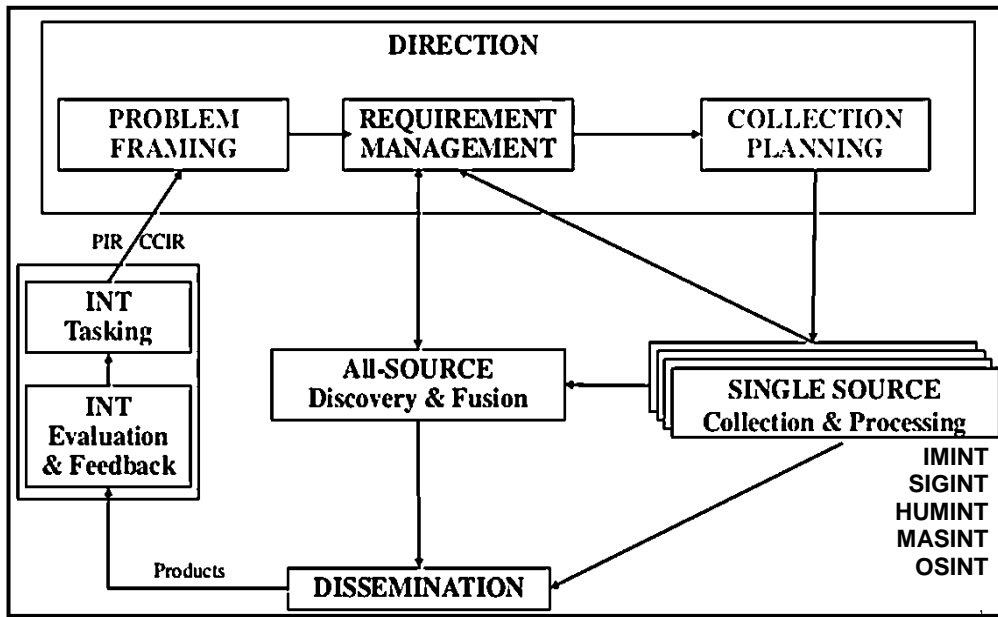 DIRECTION
PROBLEM
FRAMING
REQUIREMENT
MANAGEMENT
COLLECTION
PLANNING
PIR CCIR
INT
Tasking
INT
Evaluation
& Feedback
All-SOURCE
Discovery & Fusion
SINGLE SOURCE
Collection & Processing
IMINT
SIGINT
HUMINT
MASINT
OSINT
Products
DISSEMINATION